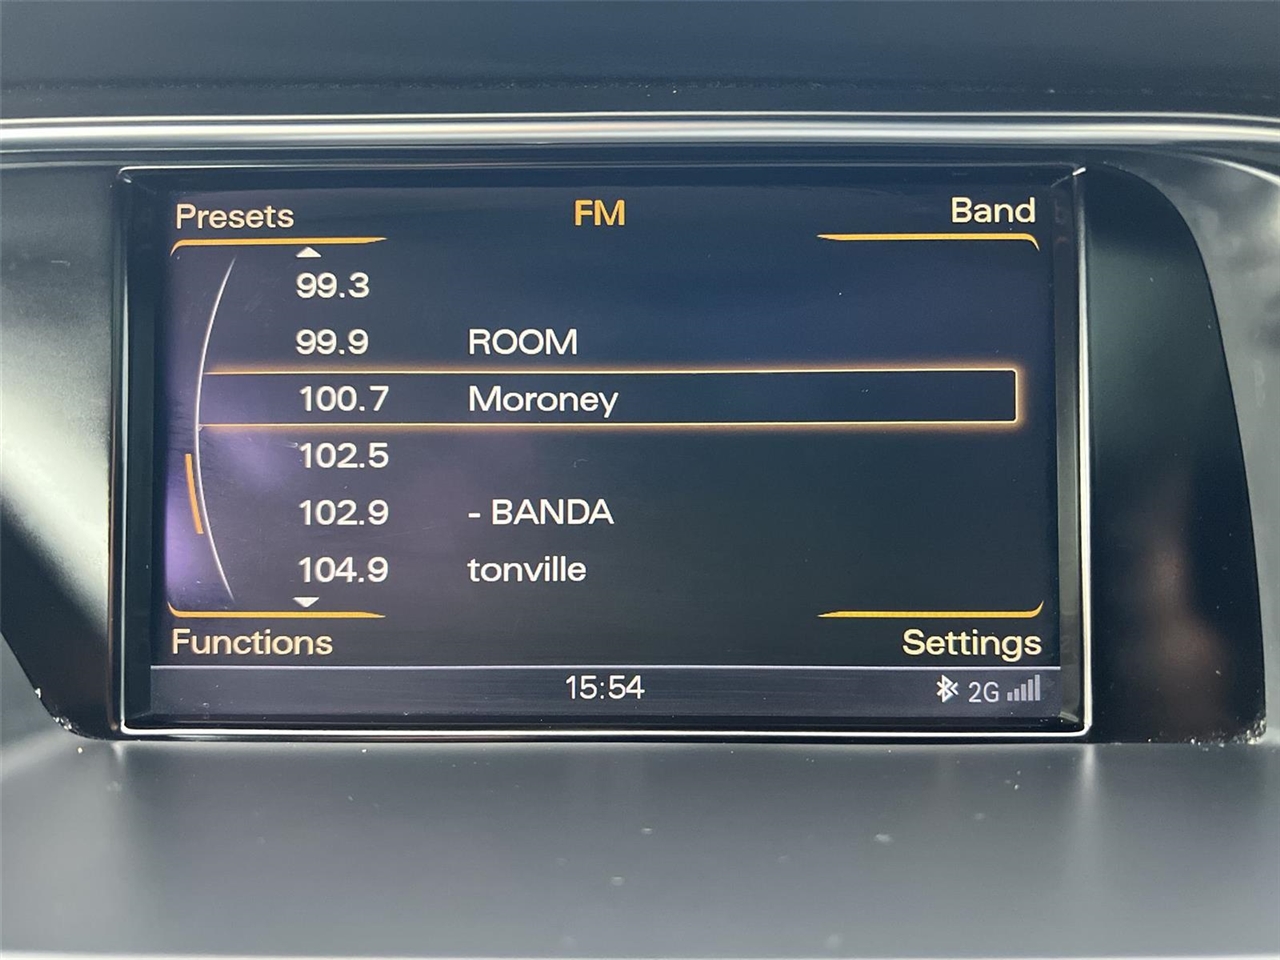 Presets FM Band
99.3
99.9 ROOM
100.7 Moroney
102.5
102.9 - BANDA
104.9 tonville
Functions Settings
15:54 2G